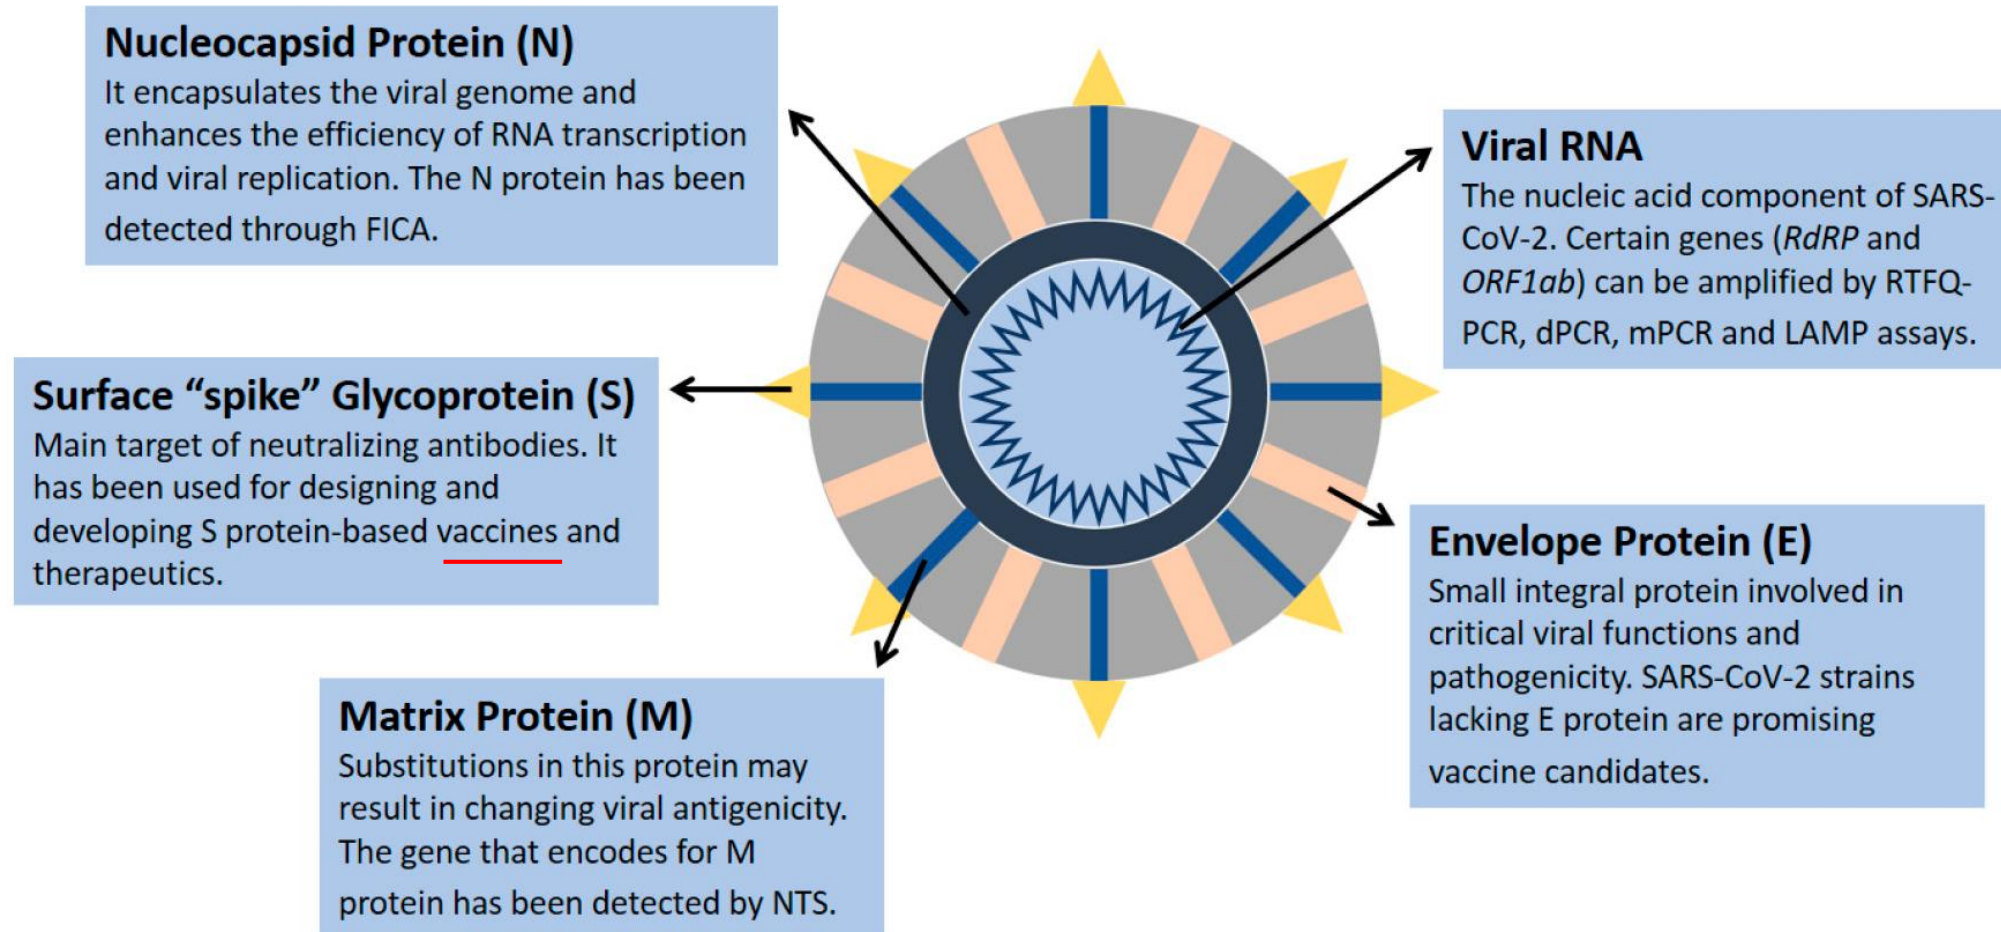 Nucleocapsid Protein (N)
It encapsulates the viral genome and
enhances the efficiency of RNA transcription
and viral replication. The N protein has been
detected through FICA.
Surface “spike” Glycoprotein (S)
Main target of neutralizing antibodies. It
has been used for designing and
developing S protein-based vaccines and
therapeutics.
Matrix Protein (M)
Substitutions in this protein may
result in changing viral antigenicity.
The gene that encodes for M
protein has been detected by NTS.
Viral RNA
The nucleic acid component of SARS-
CoV-2. Certain genes (RdRP and
ORF1ab) can be amplified by RTFQ-
PCR, dPCR, mPCR and LAMP assays.
Envelope Protein (E)
Small integral protein involved in
critical viral functions and
pathogenicity. SARS-CoV-2 strains
lacking E protein are promising
vaccine candidates.